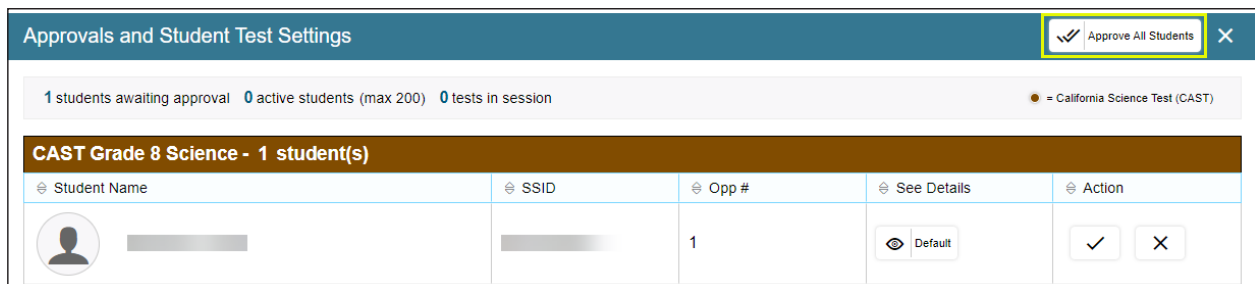 Approvals and Student Test Settings
Approve All Students
1 students awaiting approval 0 active students (max 200) 0 tests in session
= California Science Test (CAST)
CAST Grade 8 Science - 1 student(s)
Student Name SSID Opp # See Details Action
1 Default